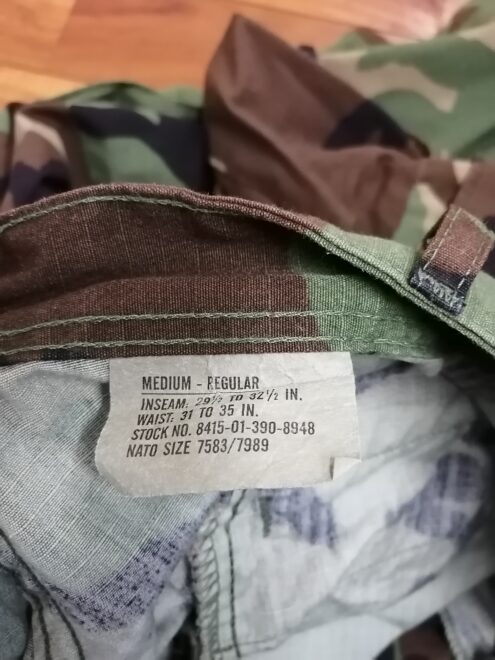 MEDIUM - REGULAR
INSEAM: 29½ TO 32½ IN.
WAIST: 31 TO 35 IN.
STOCK NO. 8415-01-390-8948
NATO SIZE 7583/7989